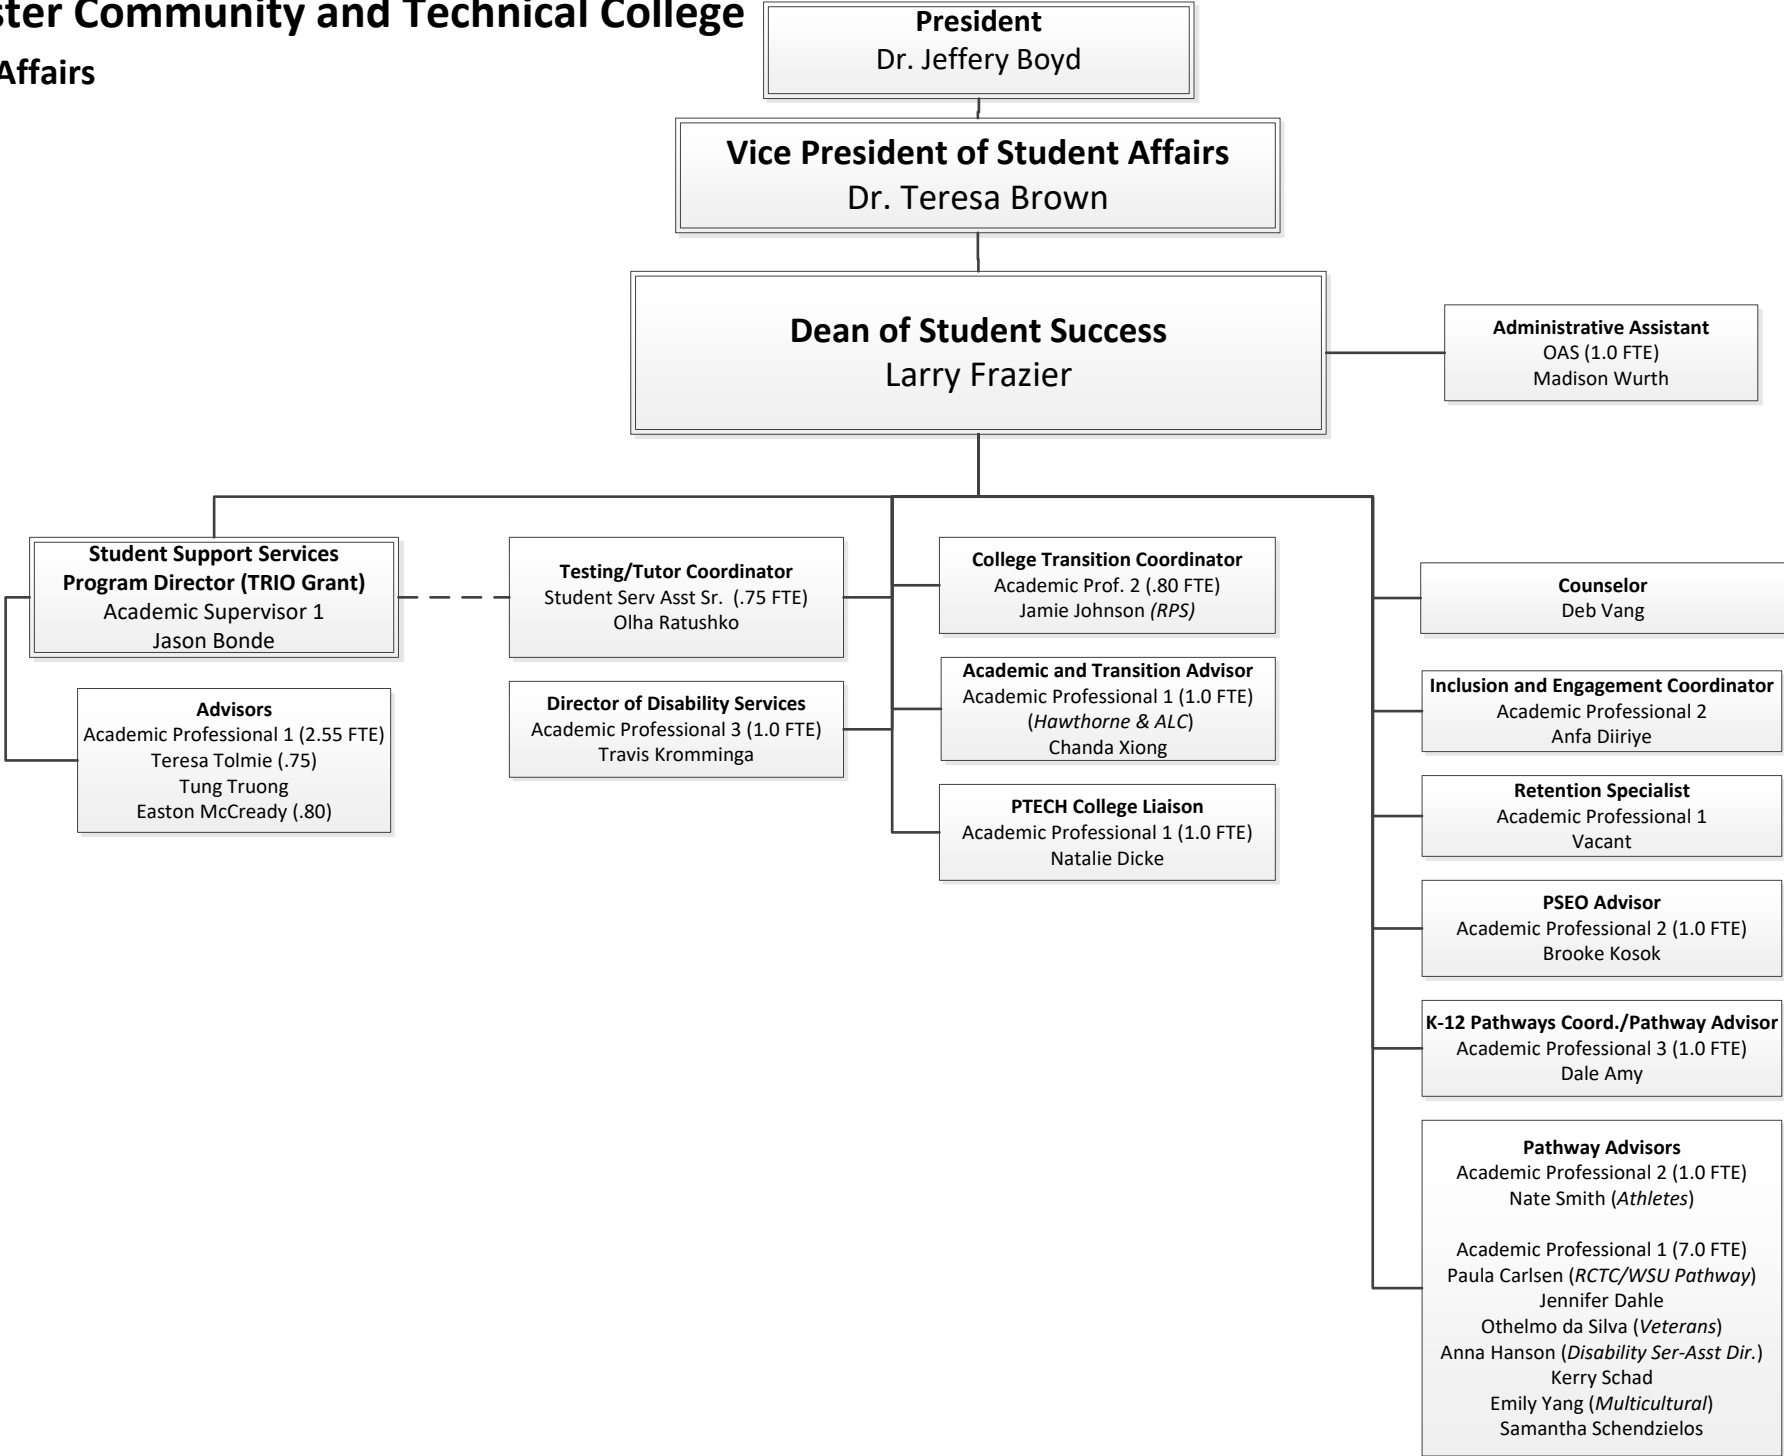 Community and Technical College
Affairs
President
Dr. Jeffery Boyd
Vice President of Student Affairs
Dr. Teresa Brown
Dean of Student Success
Larry Frazier
Administrative Assistant
OAS (1.0 FTE)
Madison Wurth
Student Support Services
Program Director (TRIO Grant)
Academic Supervisor 1
Jason Bonde
Advisors
Academic Professional 1 (2.55 FTE)
Teresa Tolmie (.75)
Tung Truong
Easton McCready (.80)
Testing/Tutor Coordinator
Student Serv Asst Sr. (.75 FTE)
Olha Ratushko
Director of Disability Services
Academic Professional 3 (1.0 FTE)
Travis Kromminga
College Transition Coordinator
Academic Prof. 2 (.80 FTE)
Jamie Johnson (RPS)
Academic and Transition Advisor
Academic Professional 1 (1.0 FTE)
(Hawthorne & ALC)
Chanda Xiong
PTECH College Liaison
Academic Professional 1 (1.0 FTE)
Natalie Dicke
Counselor
Deb Vang
Inclusion and Engagement Coordinator
Academic Professional 2
Anfa Diiriye
Retention Specialist
Academic Professional 1
Vacant
PSEO Advisor
Academic Professional 2 (1.0 FTE)
Brooke Kosok
K-12 Pathways Coord./Pathway Advisor
Academic Professional 3 (1.0 FTE)
Dale Amy
Pathway Advisors
Academic Professional 2 (1.0 FTE)
Nate Smith (Athletes)
Academic Professional 1 (7.0 FTE)
Paula Carlsen (RCTC/WSU Pathway)
Jennifer Dahle
Othelmo da Silva (Veterans)
Anna Hanson (Disability Ser-Asst Dir.)
Kerry Schad
Emily Yang (Multicultural)
Samantha Schendzielos